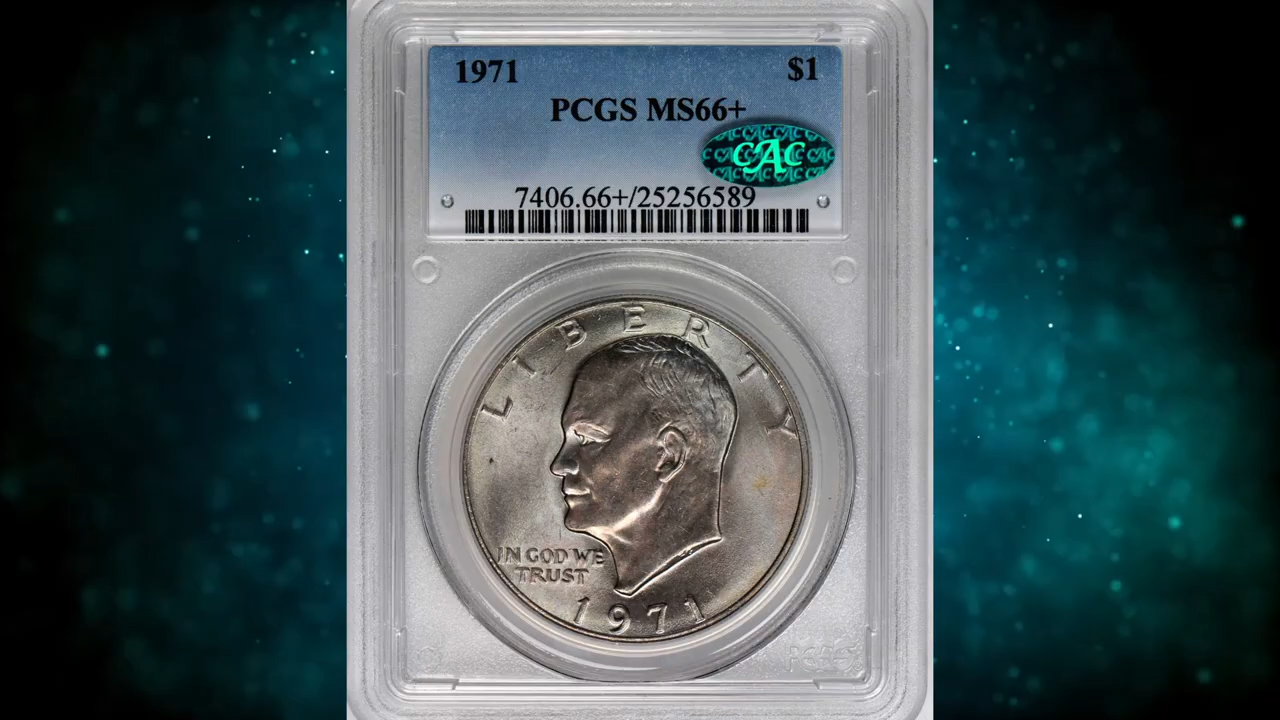 1971 $1
PCGS MS66+
CAC
7406.66+/25256589
LIBERTY
IN GOD WE
TRUST
1971
PCGS